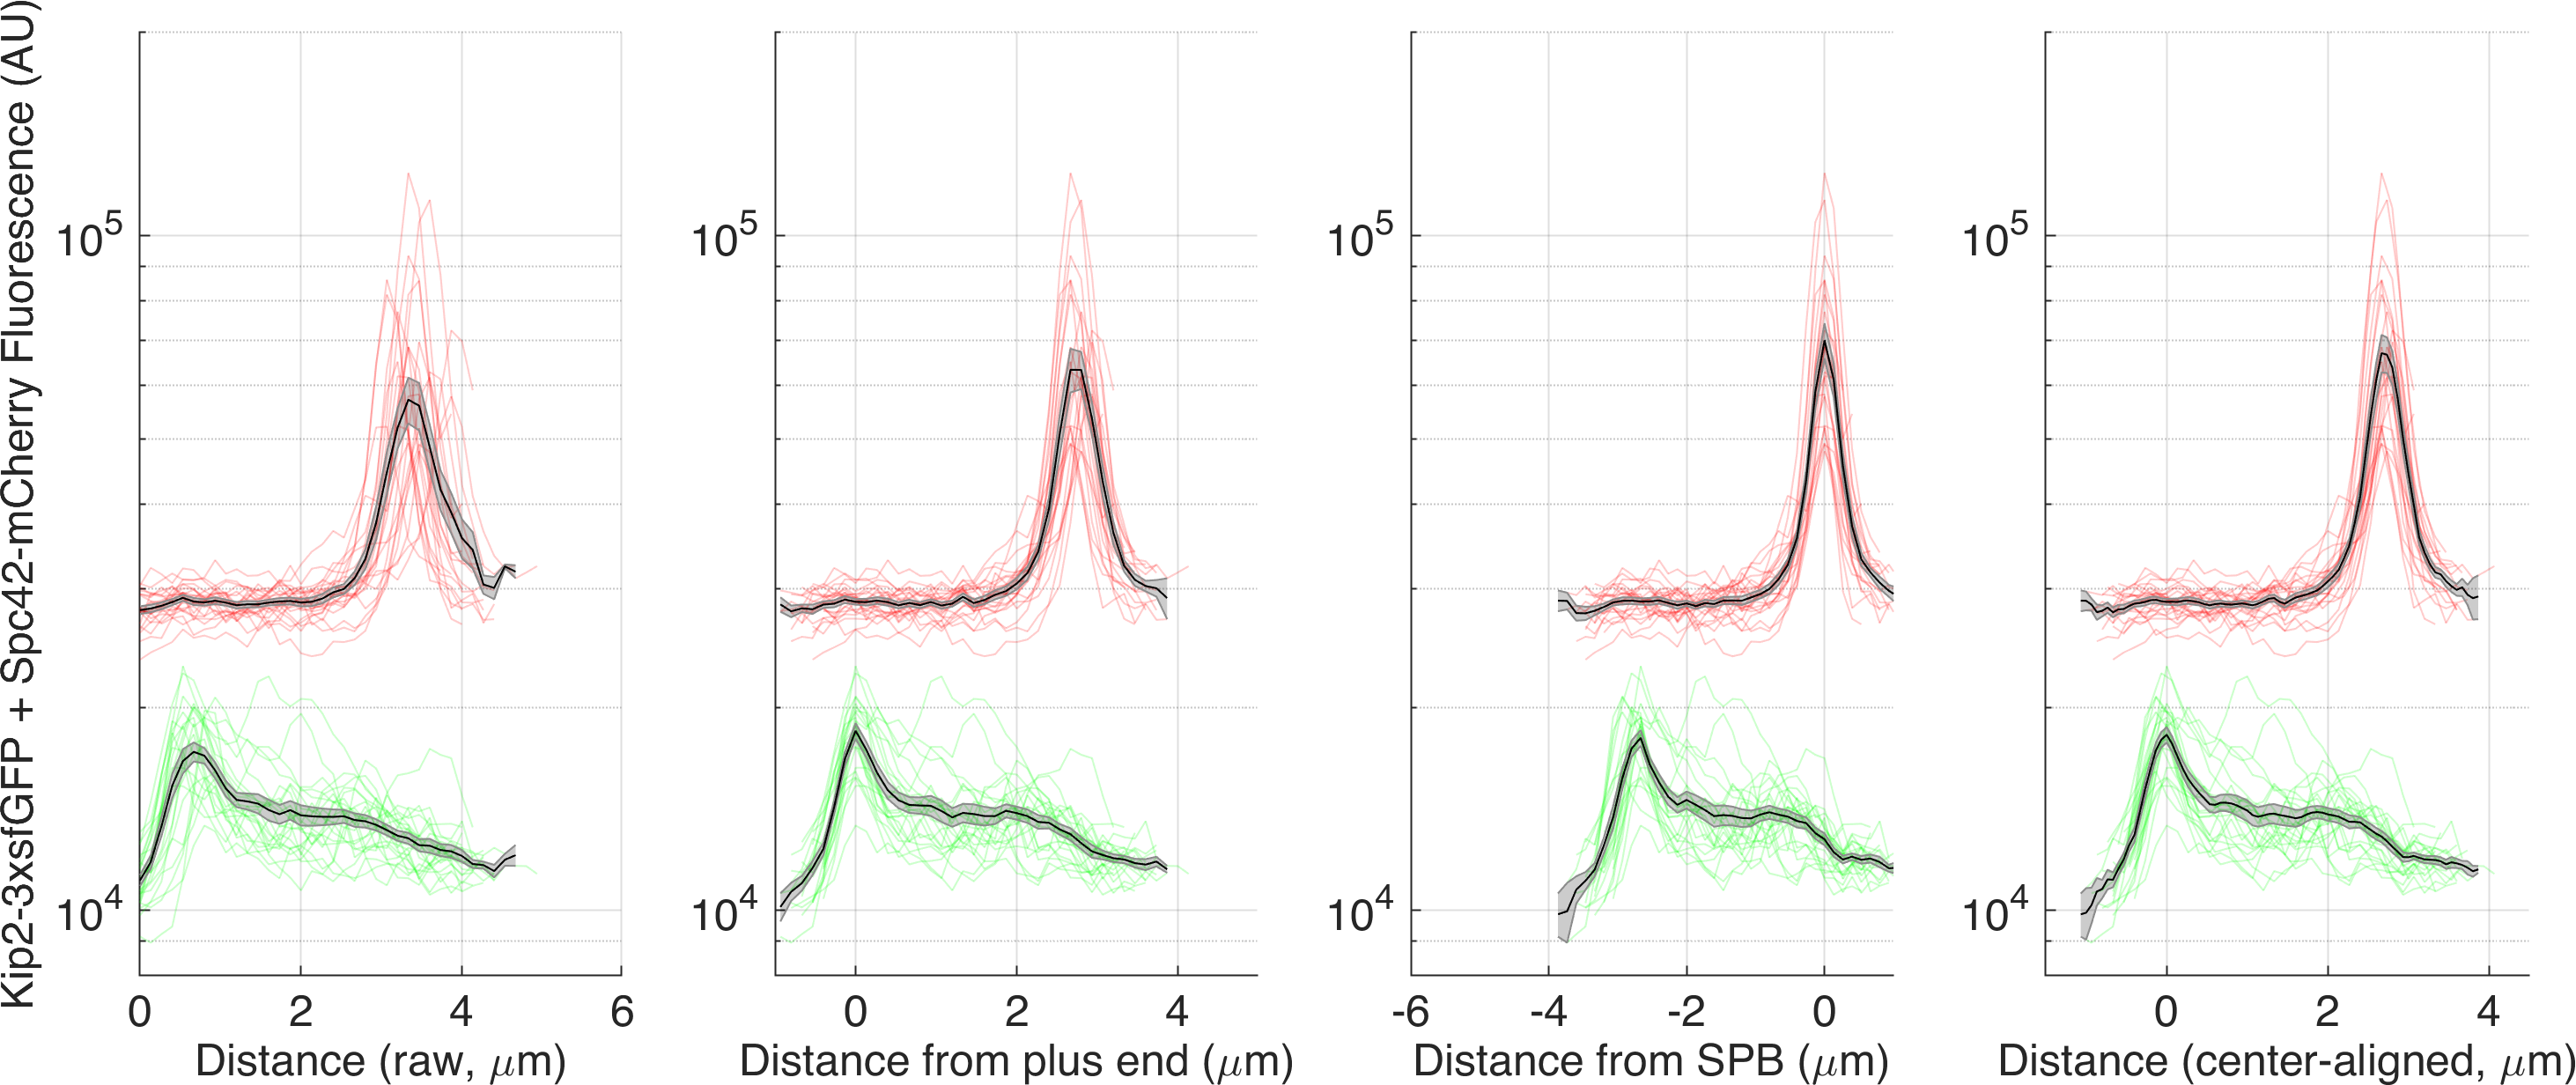 Kip2-3xsfGFP + Spc42-mCherry Fluorescence (AU)
10^5
10^4
0 2 4 6
Distance (raw, μm)
10^5
10^4
0 2 4
Distance from plus end (μm)
10^5
10^4
-6 -4 -2 0
Distance from SPB (μm)
10^5
10^4
0 2 4
Distance (center-aligned, μm)